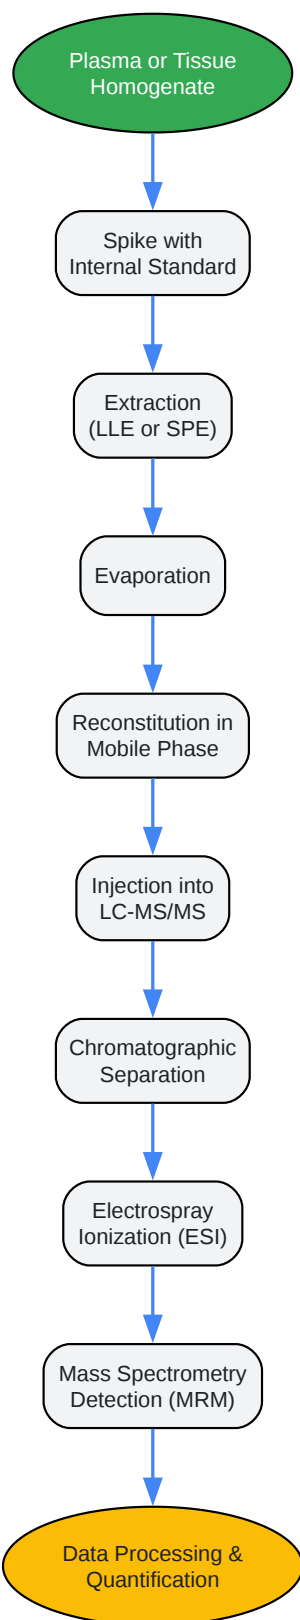 Plasma or Tissue
Homogenate
Spike with
Internal Standard
Extraction
(LLE or SPE)
Evaporation
Reconstitution in
Mobile Phase
Injection into
LC-MS/MS
Chromatographic
Separation
Electrospray
Ionization (ESI)
Mass Spectrometry
Detection (MRM)
Data Processing &
Quantification